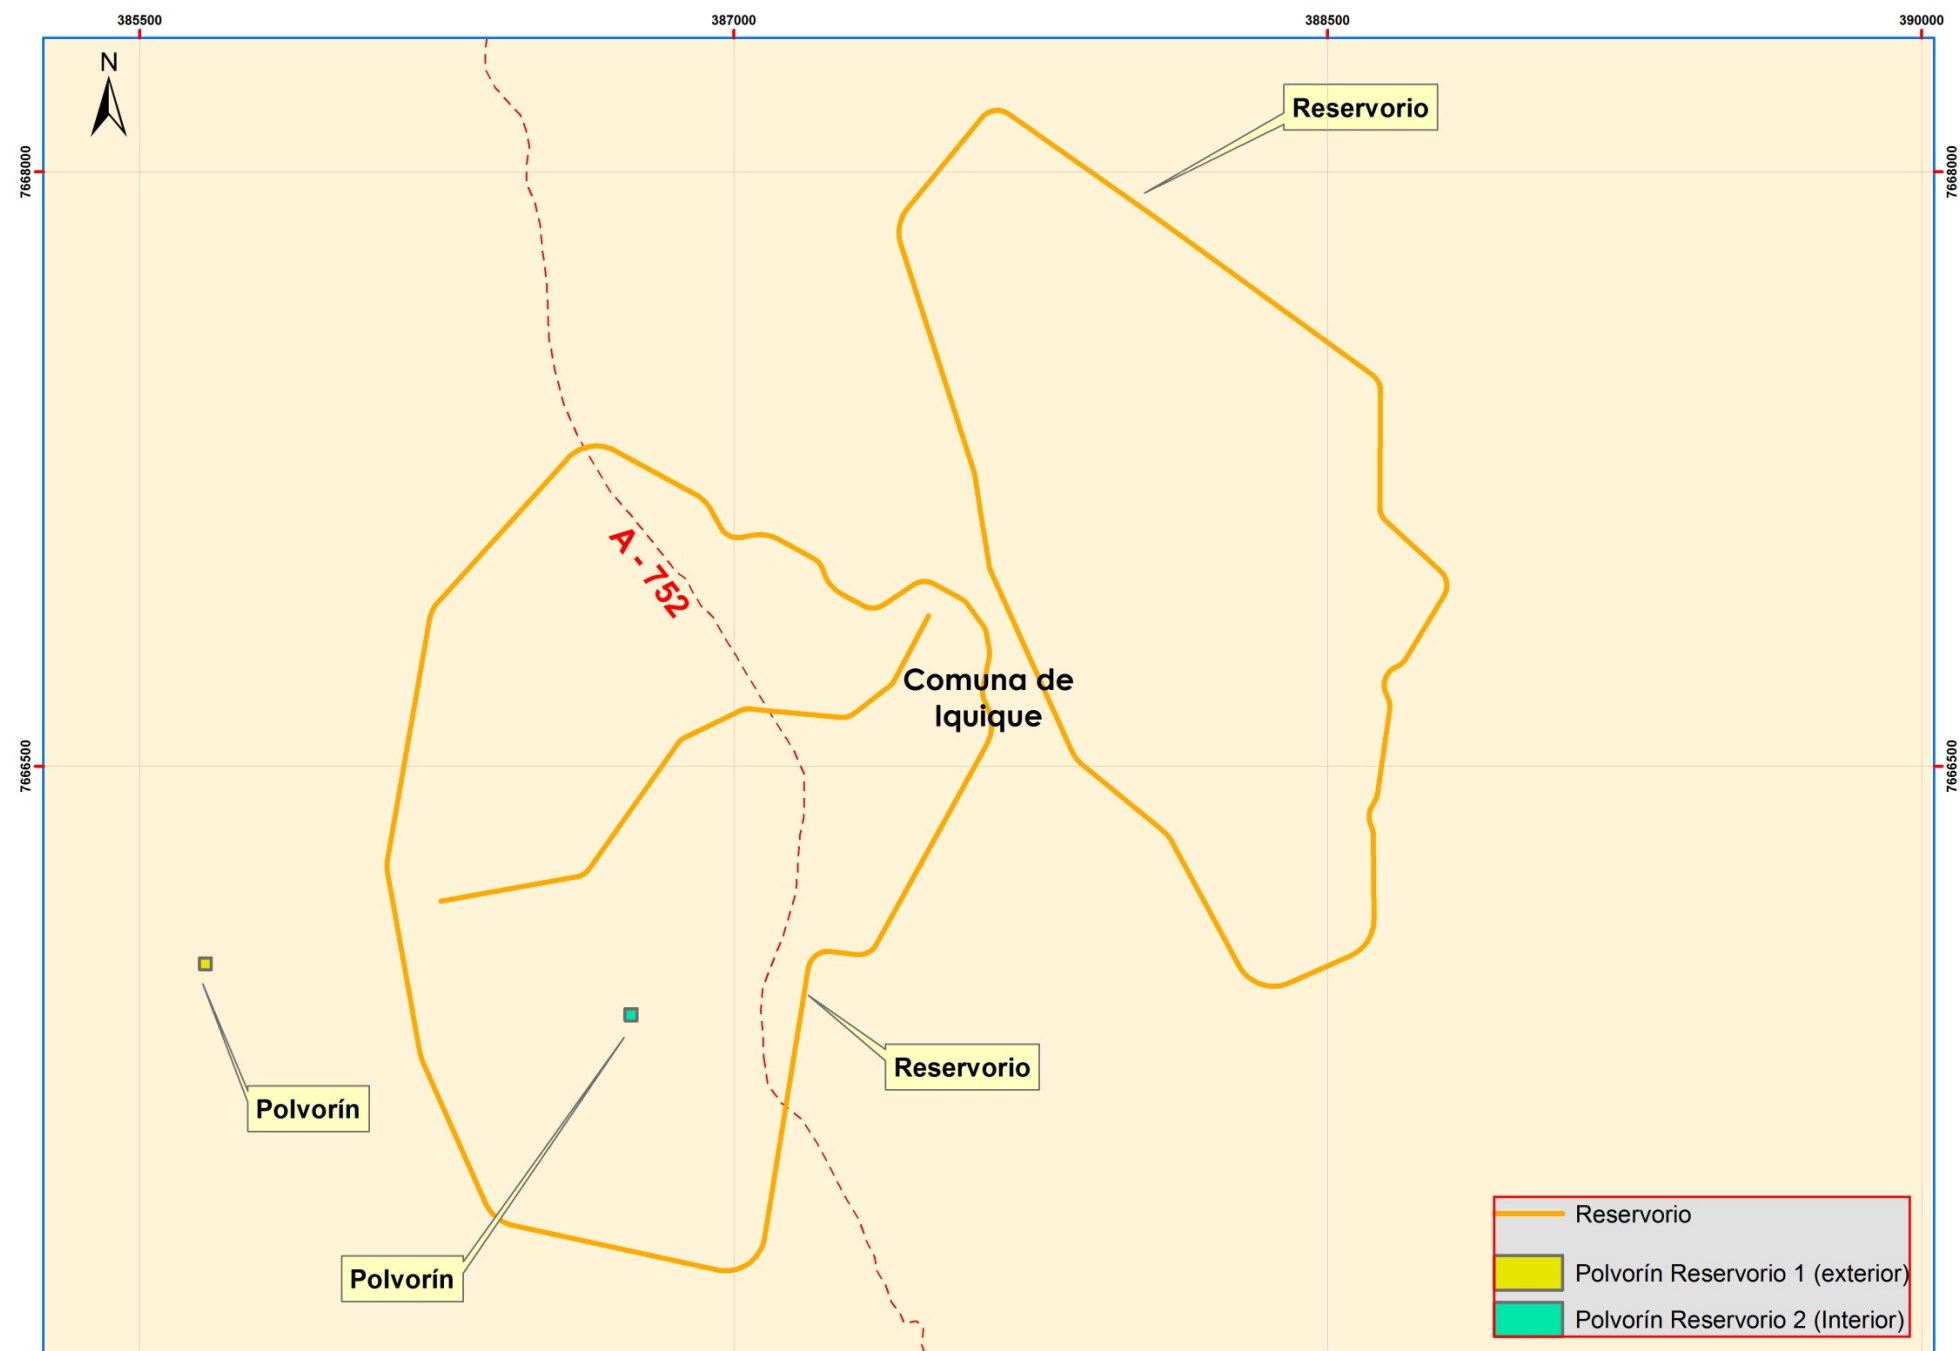 385500
387000
388500
390000
N
Reservorio
7668000
7668000
A - 752
Comuna de
Iquique
7666500
7666500
Reservorio
Polvorín
Polvorín
Reservorio
Polvorín Reservorio 1 (exterior)
Polvorín Reservorio 2 (Interior)